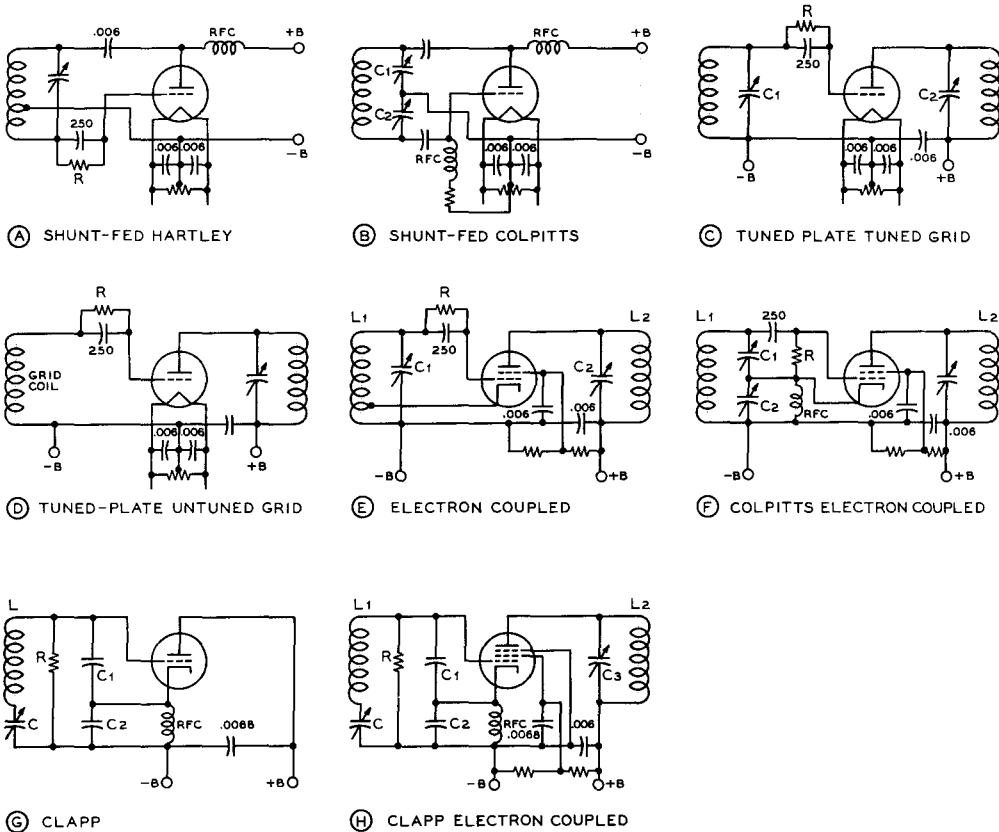 .006
RFC
+B
250
R
.006 .006
-B
A SHUNT-FED HARTLEY
RFC
+B
C1
C2
RFC
.006 .006
-B
B SHUNT-FED COLPITTS
R
250
C1
C2
.006 .006
.006
-B
+B
C TUNED PLATE TUNED GRID
R
250
GRID
COIL
.006 .006
-B
+B
D TUNED-PLATE UNTUNED GRID
R
L1
L2
250
C1
C2
.006
.006
-B
+B
E ELECTRON COUPLED
L1
250
L2
C1
R
C2
RFC
.006
.006
-B
+B
F COLPITTS ELECTRON COUPLED
L
R
C1
C
C2
RFC
.0068
-B
+B
G CLAPP
L1
L2
R
C1
C3
C
C2
RFC
.0068
.006
-B
+B
H CLAPP ELECTRON COUPLED